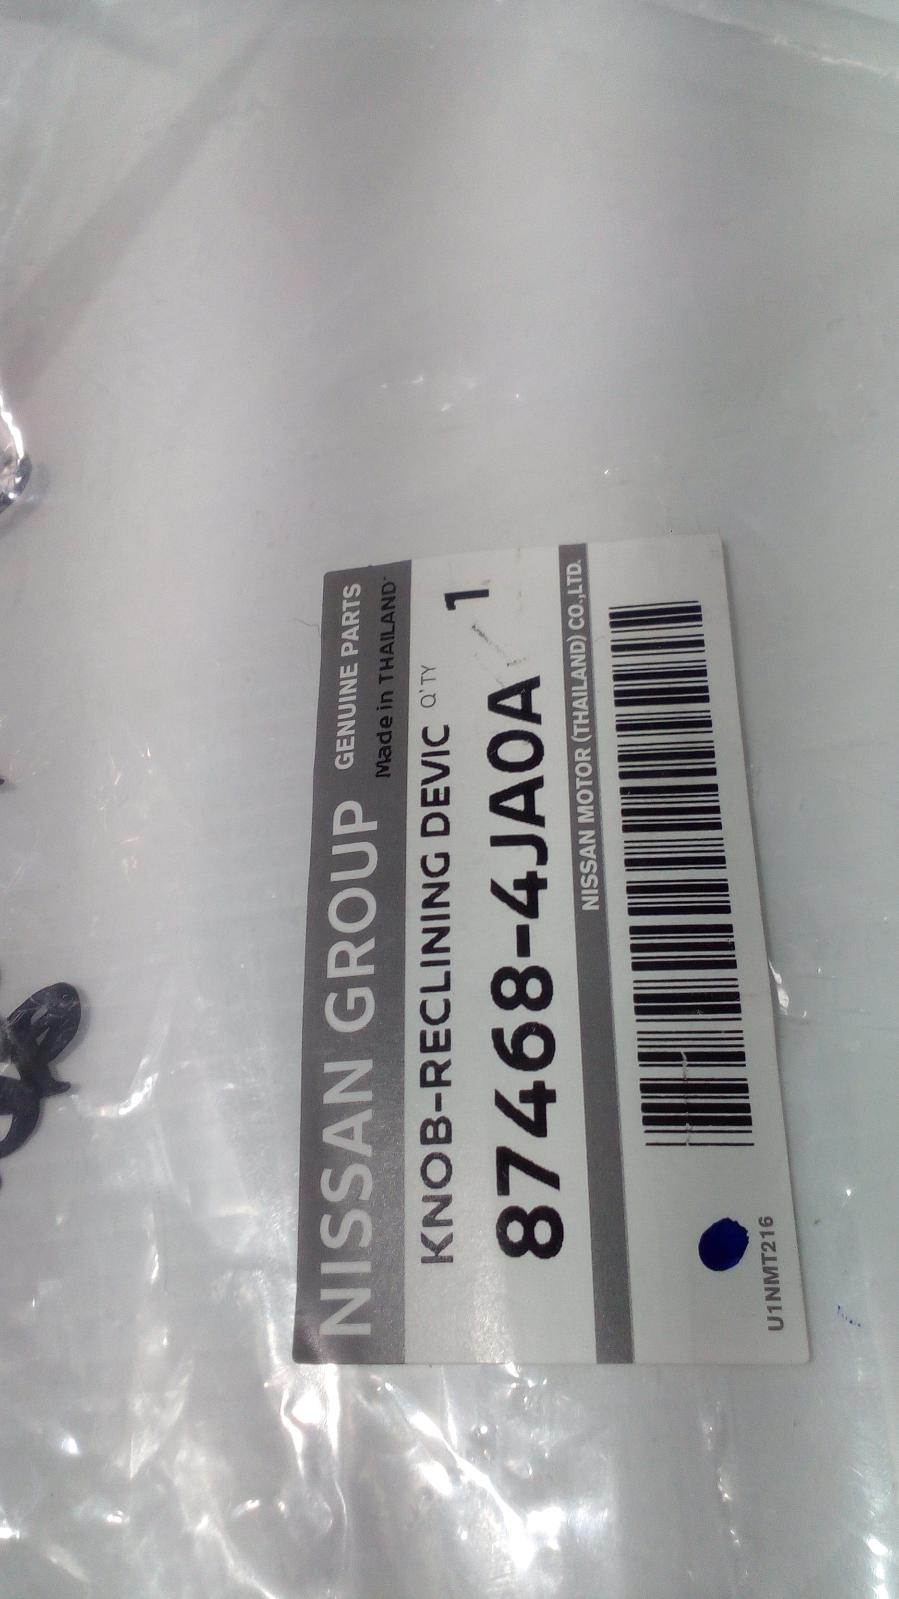 NISSAN GROUP GENUINE PARTS
Made in THAILAND
KNOB-RECLINING DEVIC Q'TY 1
87468-4JA0A
NISSAN MOTOR (THAILAND) CO.,LTD.
U1NMT216